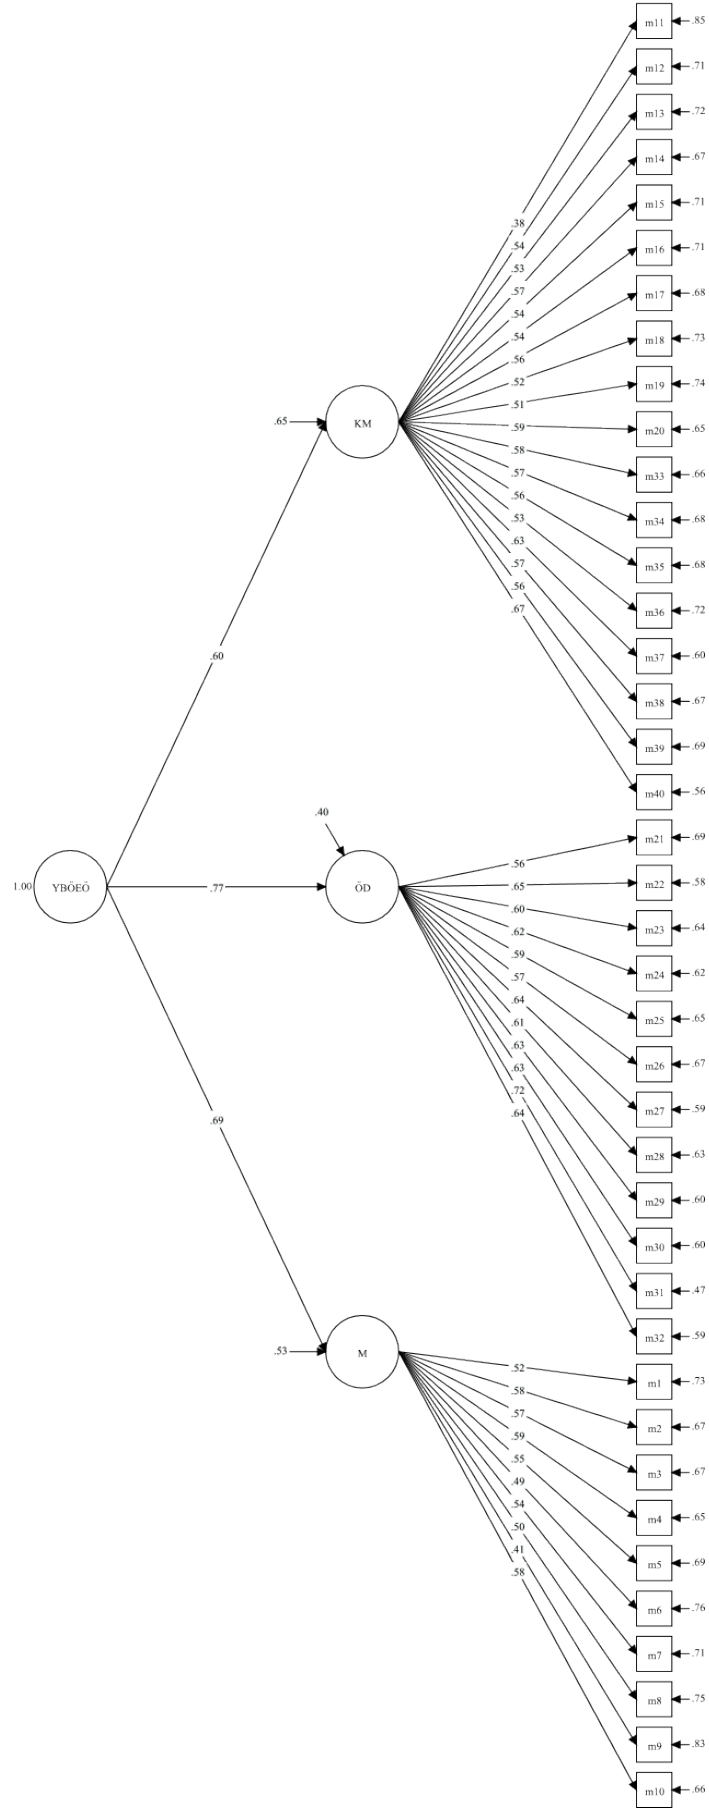 m11 .85
m12 .71
m13 .72
m14 .67
m15 .71
m16 .71
m17 .68
m18 .73
m19 .74
m20 .65
m33 .66
m34 .68
m35 .68
m36 .72
m37 .60
m38 .67
m39 .69
m40 .56
.38
.54
.53
.57
.54
.54
.56
.52
.51
.59
.58
.57
.56
.53
.63
.57
.56
.67
.65 KM
.60
.40
1.00 YBÖEÖ .77 ÖD
.69
m21 .69
m22 .58
m23 .64
m24 .62
m25 .65
m26 .67
m27 .59
m28 .63
m29 .60
m30 .60
m31 .47
m32 .59
.56
.65
.60
.62
.59
.57
.64
.61
.63
.63
.72
.64
.53 M
m1 .73
m2 .67
m3 .67
m4 .65
m5 .69
m6 .76
m7 .71
m8 .75
m9 .83
m10 .66
.52
.58
.57
.59
.55
.49
.54
.50
.41
.58